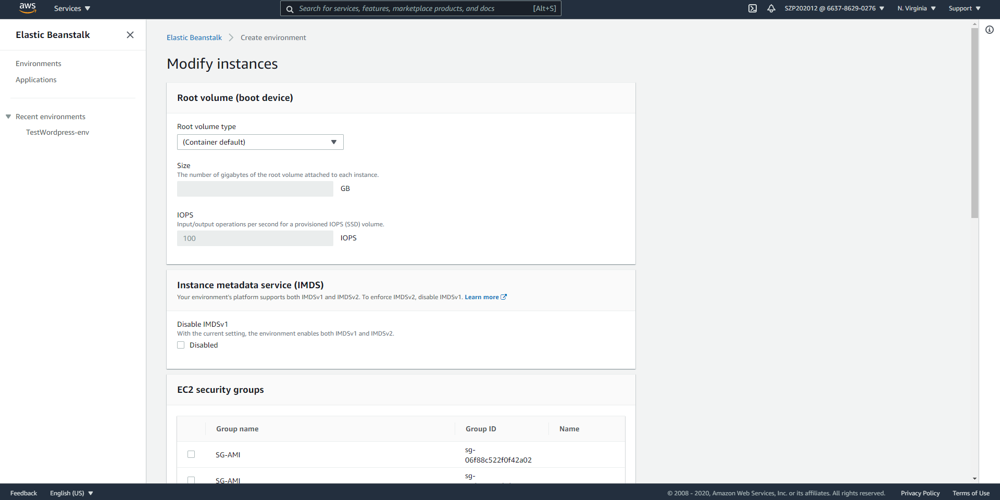 aws
Services
Search for services, features, marketplace products, and docs [Alt+S]
SZP202012 @ 6637-8629-0276
N. Virginia
Support
Elastic Beanstalk
Environments
Applications
Recent environments
TestWordpress-env
Elastic Beanstalk
Create environment
Modify instances
Root volume (boot device)
Root volume type
(Container default)
Size
The number of gigabytes of the root volume attached to each instance.
GB
IOPS
Input/output operations per second for a provisioned IOPS (SSD) volume.
100
IOPS
Instance metadata service (IMDS)
Your environment's platform supports both IMDSv1 and IMDSv2. To enforce IMDSv2, disable IMDSv1. Learn more
Disable IMDSv1
With the current setting, the environment enables both IMDSv1 and IMDSv2.
Disabled
EC2 security groups
Group name
Group ID
Name
SG-AMI
sg-
06f88c522f0f42a02
SG-AMI
sg-
Feedback
English (US)
© 2008 - 2020, Amazon Web Services, Inc. or its affiliates. All rights reserved.
Privacy Policy
Terms of Use